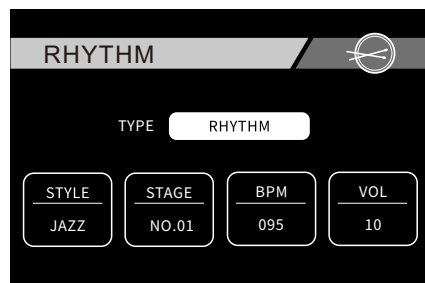 RHYTHM
TYPE RHYTHM
STYLE STAGE BPM VOL
JAZZ NO.01 095 10